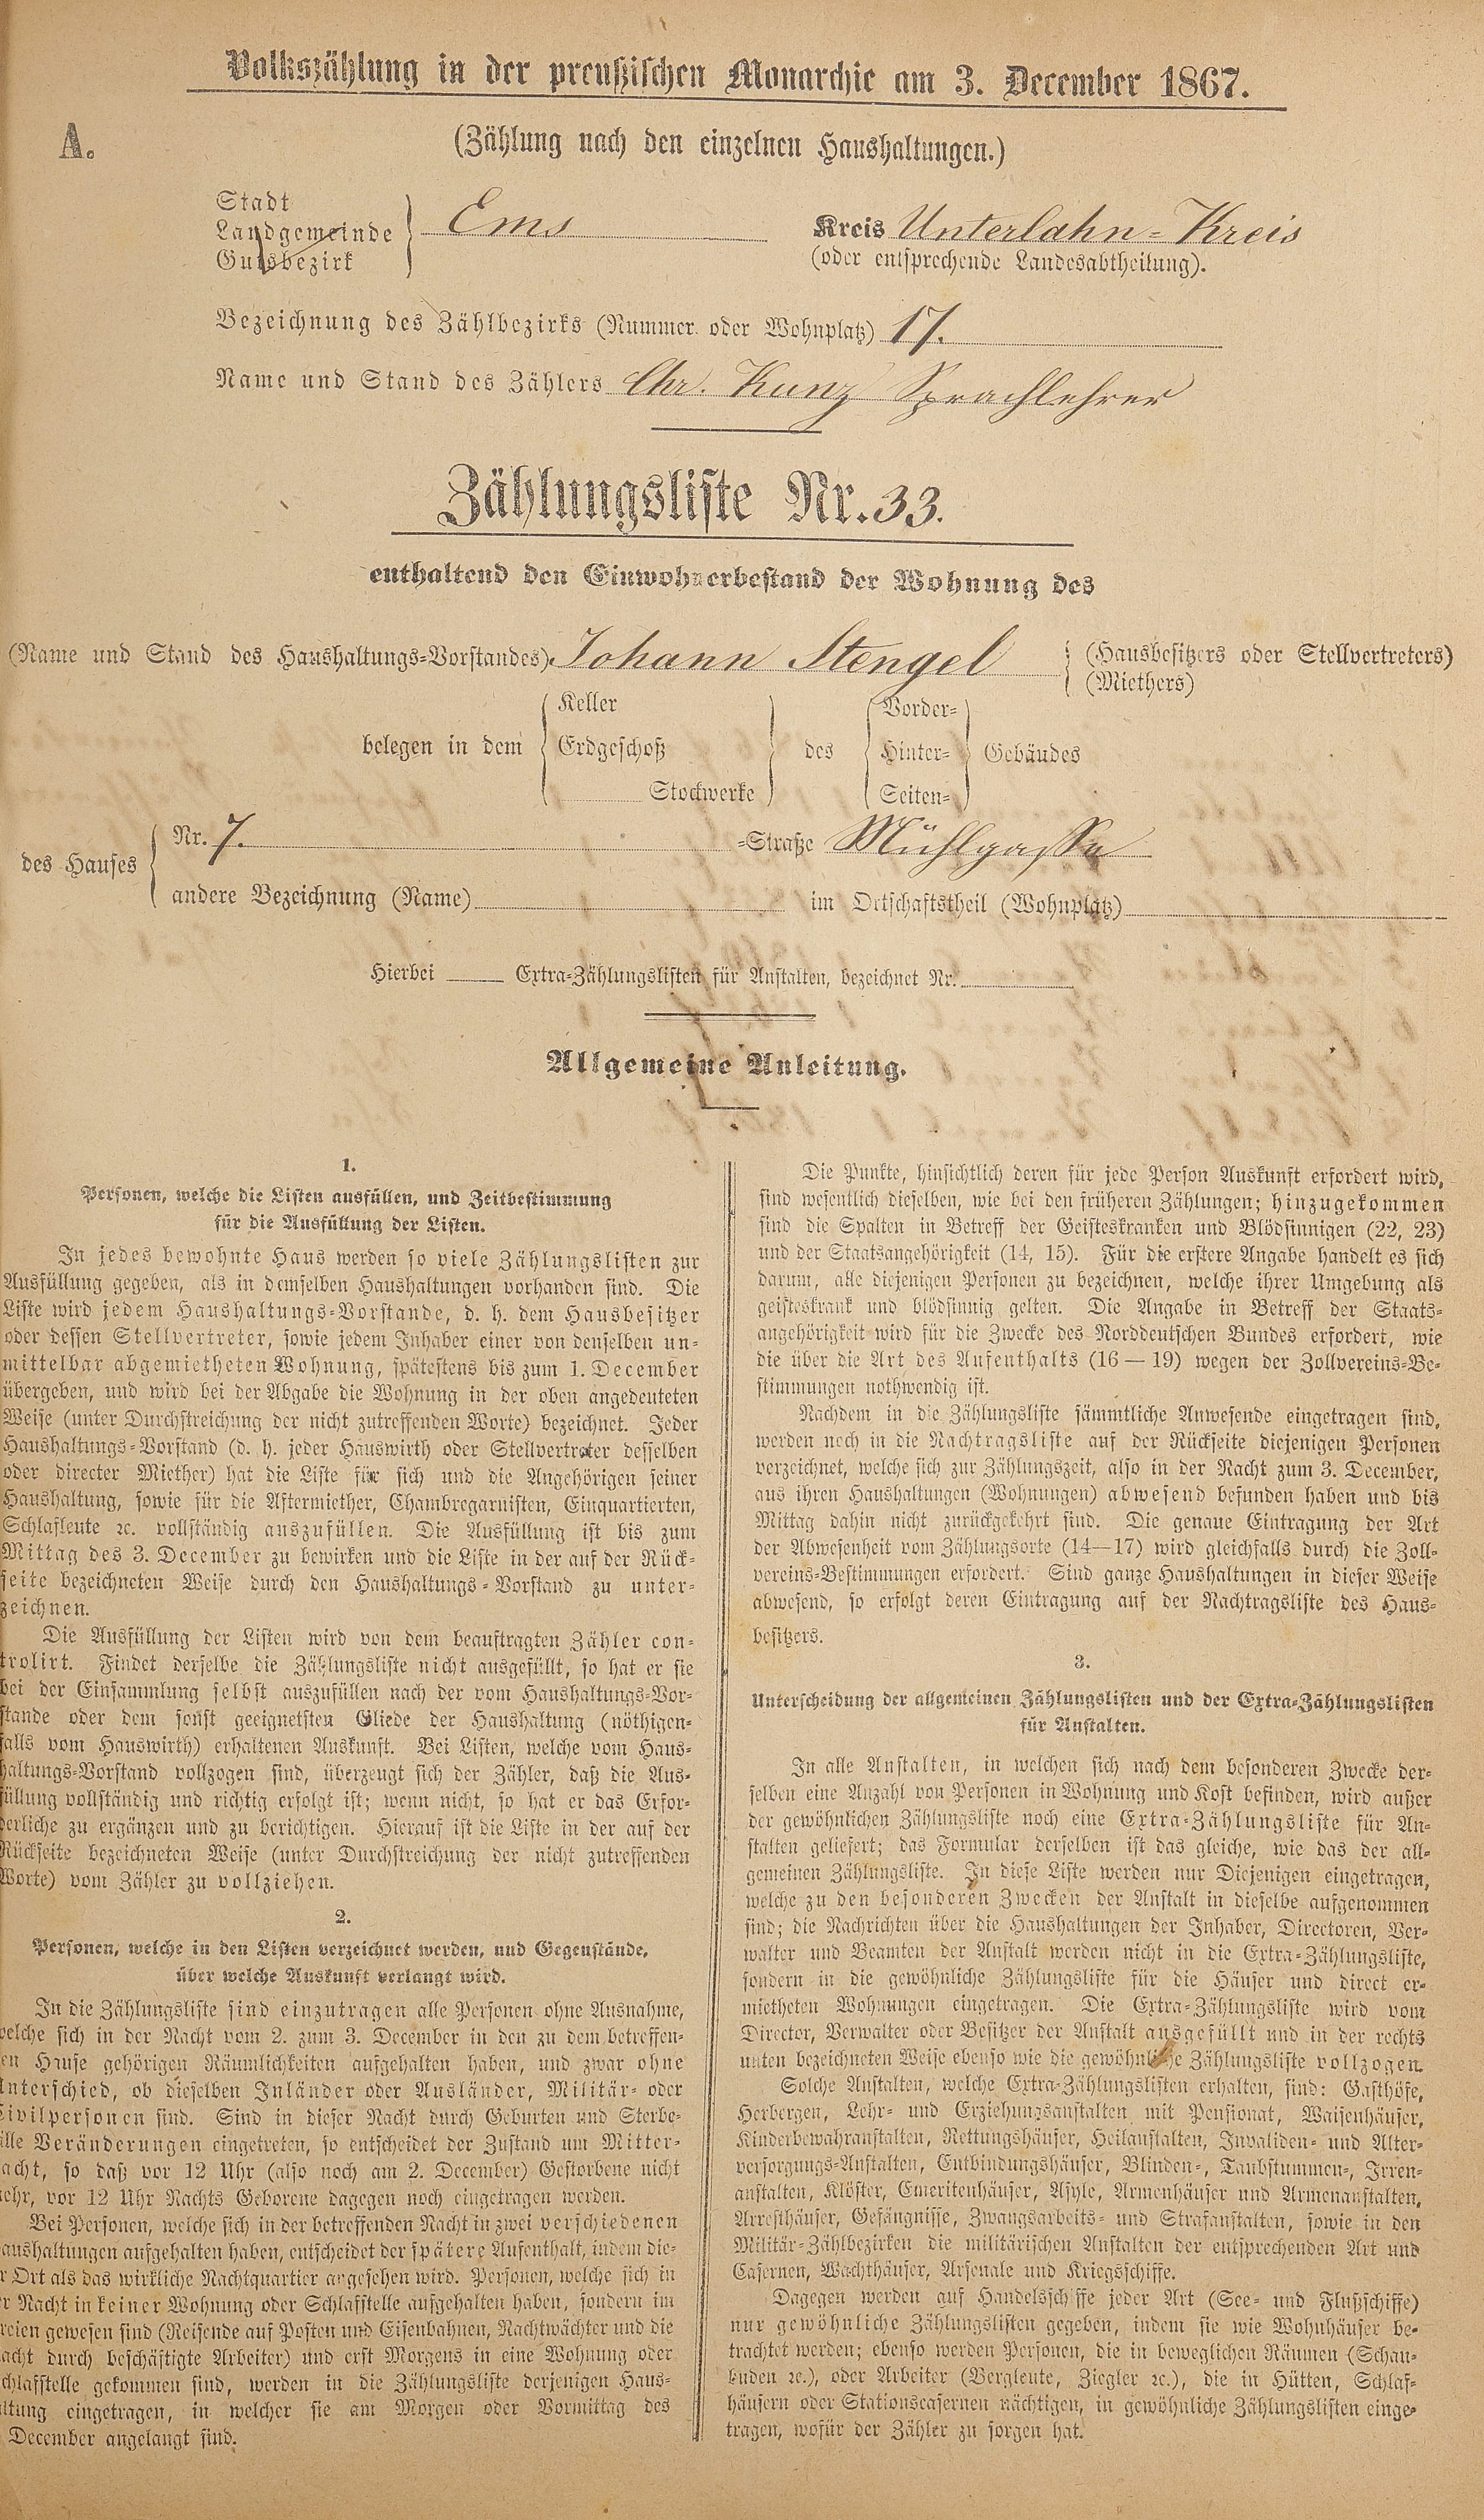 Volkszählung in der preußischen Monarchie am 3. December 1867.
A.
(Zählung nach den einzelnen Haushaltungen.)
Stadt
Landgemeinde
Gutsbezirk
Ems
Kreis Unterlahn-Kreis
(oder entsprechende Landesabtheilung).
Bezeichnung des Zählbezirks (Nummer oder Wohnplatz) 17.
Name und Stand des Zählers Chr. Kunz Sprachlehrer
Zählungsliste Nr. 33.
enthaltend den Einwohnerbestand der Wohnung des
(Name und Stand des Haushaltungs-Vorstandes) Johann Stengel
(Hausbesitzers oder Stellvertreters)
(Miethers)
belegen in dem
Keller
Erdgeschoß
Stockwerke
des
Vorder-
Hinter-
Seiten-
Gebäudes
des Hauses
Nr. 7. -Straße Mühlgasse
andere Bezeichnung (Name) im Ortschaftstheil (Wohnplatz)
Hierbei Extra-Zählungslisten für Anstalten, bezeichnet Nr.
Allgemeine Anleitung.
1.
Personen, welche die Listen ausfüllen, und Zeitbestimmung
für die Ausfüllung der Listen.
In jedes bewohnte Haus werden so viele Zählungslisten zur
Ausfüllung gegeben, als in demselben Haushaltungen vorhanden sind. Die
Liste wird jedem Haushaltungs-Vorstande, d. h. dem Hausbesitzer
oder dessen Stellvertreter, sowie jedem Inhaber einer von denselben un-
mittelbar abgemietheten Wohnung, spätestens bis zum 1. December
übergeben, und wird bei der Abgabe die Wohnung in der oben angedeuteten
Weise (unter Durchstreichung der nicht zutreffenden Worte) bezeichnet. Jeder
Haushaltungs-Vorstand (d. h. jeder Hauswirth oder Stellvertreter desselben
oder directer Miether) hat die Liste für sich und die Angehörigen seiner
Haushaltung, sowie für die Aftermiether, Chambregarnisten, Einquartierten,
Schlafleute ꝛc. vollständig auszufüllen. Die Ausfüllung ist bis zum
Mittag des 3. December zu bewirken und die Liste in der auf der Rück-
seite bezeichneten Weise durch den Haushaltungs-Vorstand zu unter-
zeichnen.
Die Ausfüllung der Listen wird von dem beauftragten Zähler con-
trolirt. Findet derselbe die Zählungsliste nicht ausgefüllt, so hat er sie
bei der Einsammlung selbst auszufüllen nach der vom Haushaltungs-Vor-
stande oder dem sonst geeignetsten Gliede der Haushaltung (nöthigen-
falls vom Hauswirth) erhaltenen Auskunft. Bei Listen, welche vom Haus-
haltungs-Vorstand vollzogen sind, überzeugt sich der Zähler, daß die Aus-
füllung vollständig und richtig erfolgt ist; wenn nicht, so hat er das Erfor-
derliche zu ergänzen und zu berichtigen. Hierauf ist die Liste in der auf der
Rückseite bezeichneten Weise (unter Durchstreichung der nicht zutreffenden
Worte) vom Zähler zu vollziehen.
2.
Personen, welche in den Listen verzeichnet werden, und Gegenstände,
über welche Auskunft verlangt wird.
In die Zählungsliste sind einzutragen alle Personen ohne Ausnahme,
welche sich in der Nacht vom 2. zum 3. December in den zu dem betreffen-
en Hause gehörigen Räumlichkeiten aufgehalten haben, und zwar ohne
Unterschied, ob dieselben Inländer oder Ausländer, Militär- oder
Civilpersonen sind. Sind in dieser Nacht durch Geburten und Sterbe-
älle Veränderungen eingetreten, so entscheidet der Zustand um Mitter-
acht, so daß vor 12 Uhr (also noch am 2. December) Gestorbene nicht
ehr, vor 12 Uhr Nachts Geborene dagegen noch eingetragen werden.
Bei Personen, welche sich in der betreffenden Nacht in zwei verschiedenen
aushaltungen aufgehalten haben, entscheidet der spätere Aufenthalt, indem die-
r Ort als das wirkliche Nachtquartier angesehen wird. Personen, welche sich in
r Nacht in keiner Wohnung oder Schlafstelle aufgehalten haben, sondern im
reien gewesen sind (Reisende auf Posten und Eisenbahnen, Nachtwächter und die
acht durch beschäftigte Arbeiter) und erst Morgens in eine Wohnung oder
chlafstelle gekommen sind, werden in die Zählungsliste derjenigen Haus-
ltung eingetragen, in welcher sie am Morgen oder Vormittag des
December angelangt sind.
Die Punkte, hinsichtlich deren für jede Person Auskunft erfordert wird,
sind wesentlich dieselben, wie bei den früheren Zählungen; hinzugekommen
sind die Spalten in Betreff der Geisteskranken und Blödsinnigen (22, 23)
und der Staatsangehörigkeit (14, 15). Für die erstere Angabe handelt es sich
darum, alle diejenigen Personen zu bezeichnen, welche ihrer Umgebung als
geisteskrank und blödsinnig gelten. Die Angabe in Betreff der Staats-
angehörigkeit wird für die Zwecke des Norddeutschen Bundes erfordert, wie
die über die Art des Aufenthalts (16 — 19) wegen der Zollvereins-Be-
stimmungen nothwendig ist.
Nachdem in die Zählungsliste sämmtliche Anwesende eingetragen sind,
werden noch in die Nachtragsliste auf der Rückseite diejenigen Personen
verzeichnet, welche sich zur Zählungszeit, also in der Nacht zum 3. December,
aus ihren Haushaltungen (Wohnungen) abwesend befunden haben und bis
Mittag dahin nicht zurückgekehrt sind. Die genaue Eintragung der Art
der Abwesenheit vom Zählungsorte (14—17) wird gleichfalls durch die Zoll-
vereins-Bestimmungen erfordert. Sind ganze Haushaltungen in dieser Weise
abwesend, so erfolgt deren Eintragung auf der Nachtragsliste des Haus-
besitzers.
3.
Unterscheidung der allgemeinen Zählungslisten und der Extra-Zählungslisten
für Anstalten.
In alle Anstalten, in welchen sich nach dem besonderen Zwecke der-
selben eine Anzahl von Personen in Wohnung und Kost befinden, wird außer
der gewöhnlichen Zählungsliste noch eine Extra-Zählungsliste für An-
stalten geliefert; das Formular derselben ist das gleiche, wie das der all-
gemeinen Zählungsliste. In diese Liste werden nur Diejenigen eingetragen,
welche zu den besonderen Zwecken der Anstalt in dieselbe aufgenommen
sind; die Nachrichten über die Haushaltungen der Inhaber, Directoren, Ver-
walter und Beamten der Anstalt werden nicht in die Extra-Zählungsliste,
sondern in die gewöhnliche Zählungsliste für die Häuser und direct er-
mietheten Wohnungen eingetragen. Die Extra-Zählungsliste wird vom
Director, Verwalter oder Besitzer der Anstalt ausgefüllt und in der rechts
unten bezeichneten Weise ebenso wie die gewöhnliche Zählungsliste vollzogen.
Solche Anstalten, welche Extra-Zählungslisten erhalten, sind: Gasthöfe,
Herbergen, Lehr- und Erziehungsanstalten mit Pensionat, Waisenhäuser,
Kinderbewahranstalten, Rettungshäuser, Heilanstalten, Invaliden- und Alter-
versorgungs-Anstalten, Entbindungshäuser, Blinden-, Taubstummen-, Irren-
anstalten, Klöster, Emeritenhäuser, Asyle, Armenhäuser und Armenanstalten,
Arresthäuser, Gefängnisse, Zwangsarbeits- und Strafanstalten, sowie in den
Militär-Zählbezirken die militärischen Anstalten der entsprechenden Art und
Casernen, Wachthäuser, Arsenale und Kriegsschiffe.
Dagegen werden auf Handelsschiffe jeder Art (See- und Flußschiffe)
nur gewöhnliche Zählungslisten gegeben, indem sie wie Wohnhäuser be-
trachtet werden; ebenso werden Personen, die in beweglichen Räumen (Schau-
buden ꝛc.), oder Arbeiter (Bergleute, Ziegler ꝛc.), die in Hütten, Schlaf-
häusern oder Stationscasernen nächtigen, in gewöhnliche Zählungslisten einge-
tragen, wofür der Zähler zu sorgen hat.